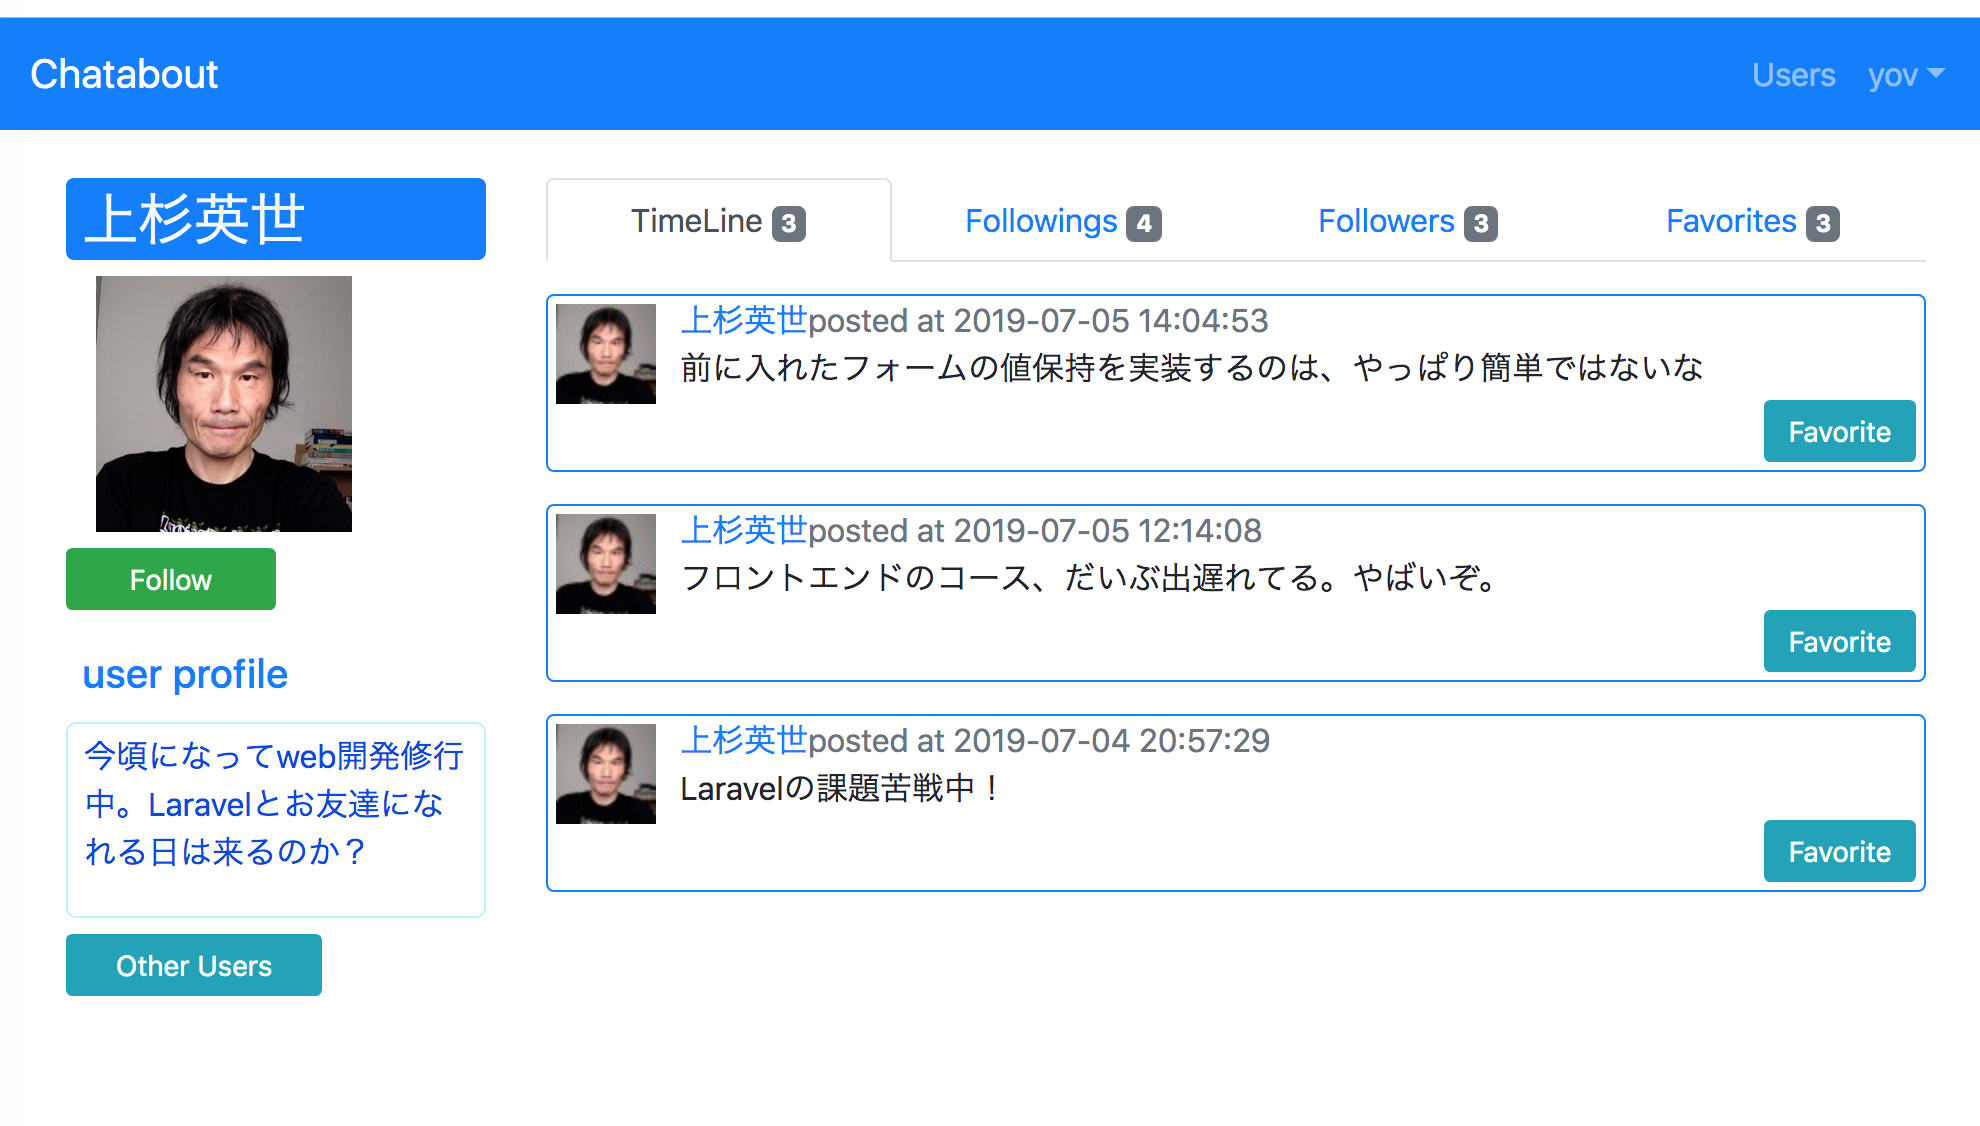 Chatabout
Users yov
上杉英世
Follow
user profile
今頃になってweb開発修行
中。Laravelとお友達にな
れる日は来るのか？
Other Users
TimeLine 3 Followings 4 Followers 3 Favorites 3
上杉英世posted at 2019-07-05 14:04:53
前に入れたフォームの値保持を実装するのは、やっぱり簡単ではないな
Favorite
上杉英世posted at 2019-07-05 12:14:08
フロントエンドのコース、だいぶ出遅れてる。やばいぞ。
Favorite
上杉英世posted at 2019-07-04 20:57:29
Laravelの課題苦戦中！
Favorite